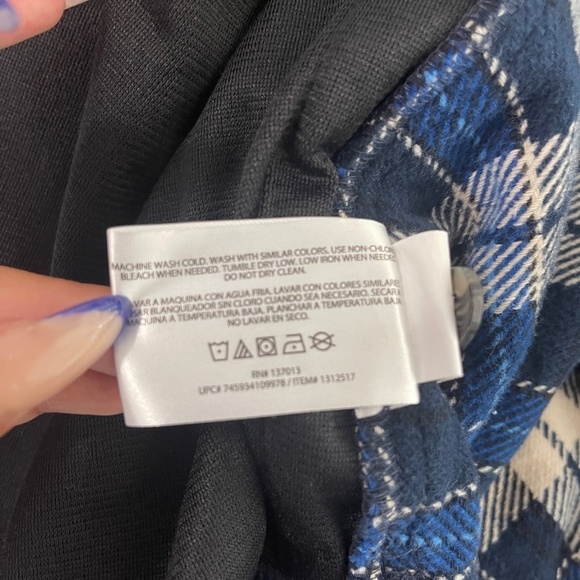 MACHINE WASH COLD. WASH WITH SIMILAR COLORS. USE NON-CHLOR
BLEACH WHEN NEEDED. TUMBLE DRY LOW. LOW IRON WHEN NEEDED.
DO NOT DRY CLEAN.
LAVAR A MAQUINA CON AGUA FRIA. LAVAR CON COLORES SIMILARES
USAR BLANQUEADOR SIN CLORO CUANDO SEA NECESARIO. SECAR A
MAQUINA A TEMPERATURA BAJA. PLANCHAR A TEMPERATURA BAJA.
NO LAVAR EN SECO.
RN# 137013
UPC# 745934109978 / ITEM# 1312517